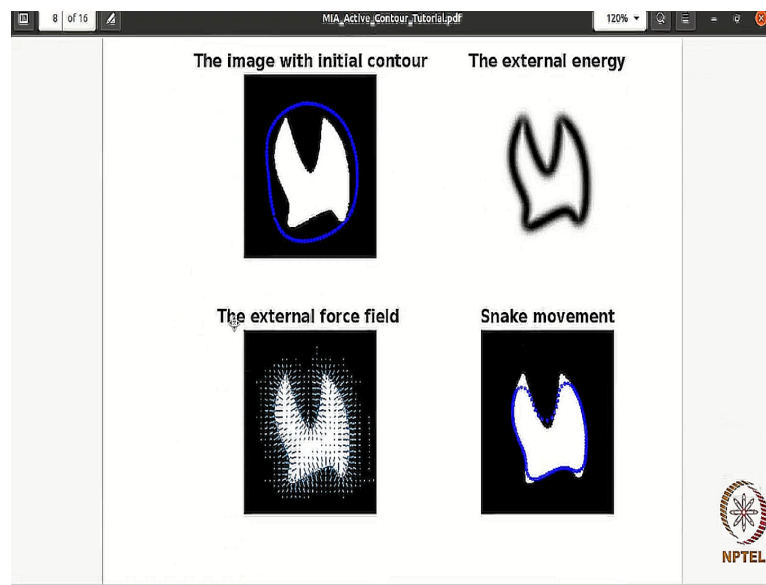 8 of 16
MIA_Active_Contour_Tutorial.pdf
120%
The image with initial contour
The external energy
The external force field
Snake movement
NPTEL